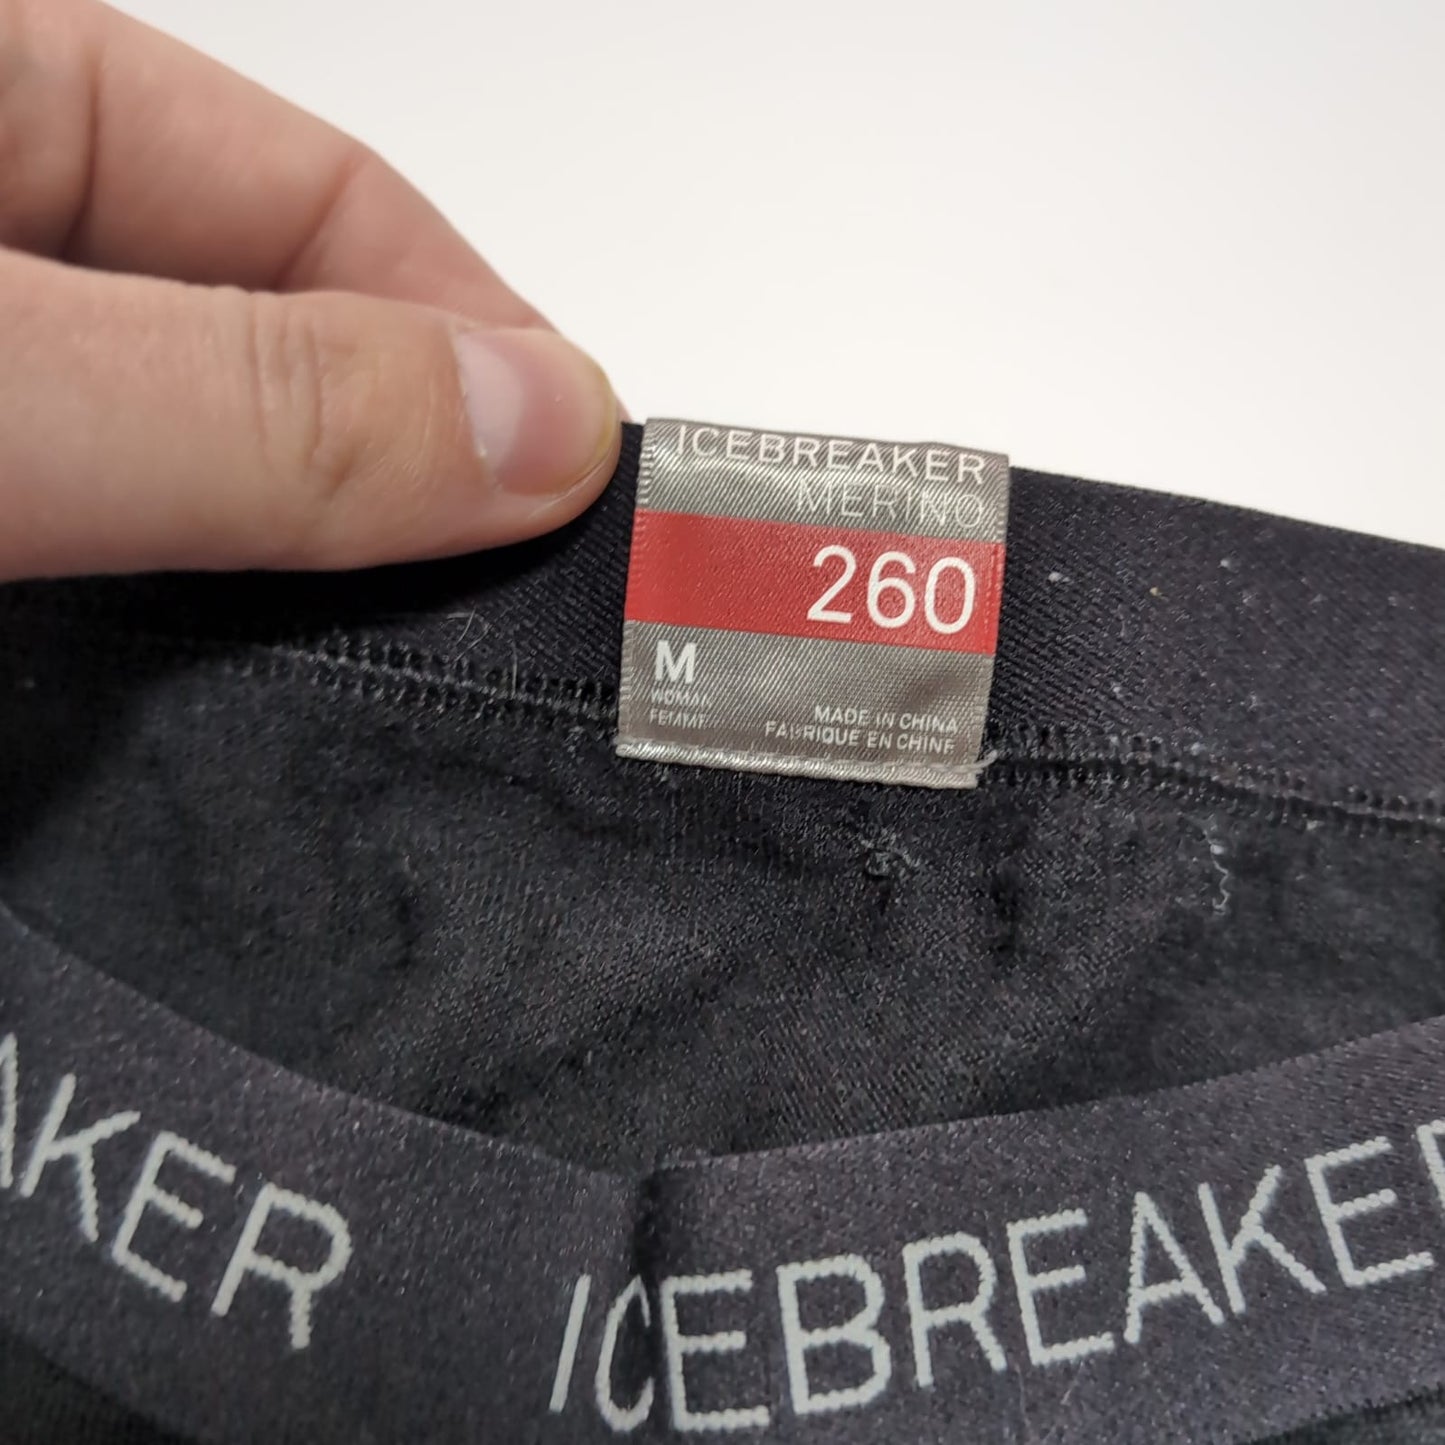 ICEBREAKER
MERINO
260
M
WOMAN
FEMME
MADE IN CHINA
FABRIQUE EN CHINE
AKER
ICEBREAKER